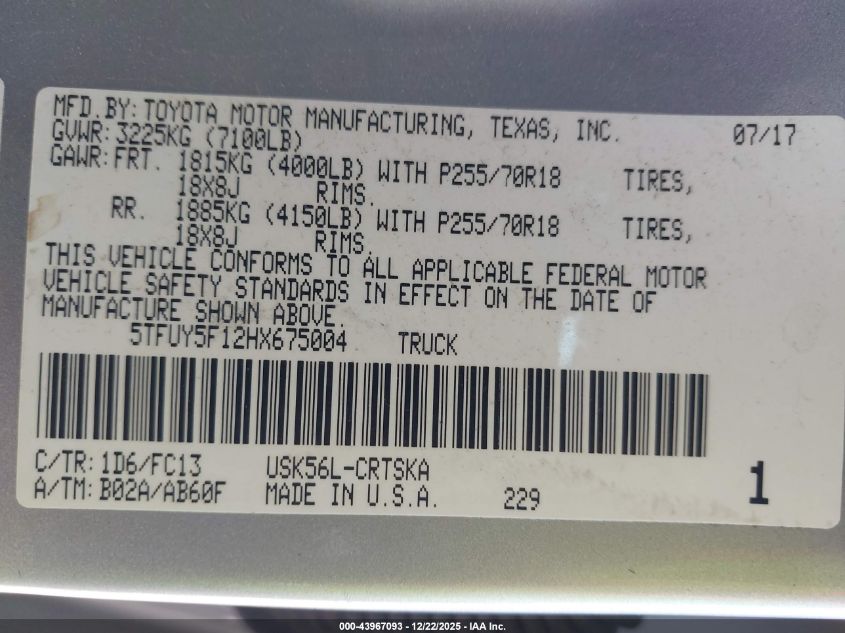 MFD. BY: TOYOTA MOTOR MANUFACTURING, TEXAS, INC. 07/17
GVWR: 3225KG (7100LB)
GAWR: FRT. 1815KG (4000LB) WITH P255/70R18 TIRES,
18X8J RIMS.
RR. 1885KG (4150LB) WITH P255/70R18 TIRES,
18X8J RIMS.
THIS VEHICLE CONFORMS TO ALL APPLICABLE FEDERAL MOTOR
VEHICLE SAFETY STANDARDS IN EFFECT ON THE DATE OF
MANUFACTURE SHOWN ABOVE.
5TFUY5F12HX675004 TRUCK
C/TR: 1D6/FC13 USK56L-CRTSKA
A/TM: B02A/AB60F MADE IN U.S.A. 229 1
000-43967093 - 12/22/2025 - IAA Inc.